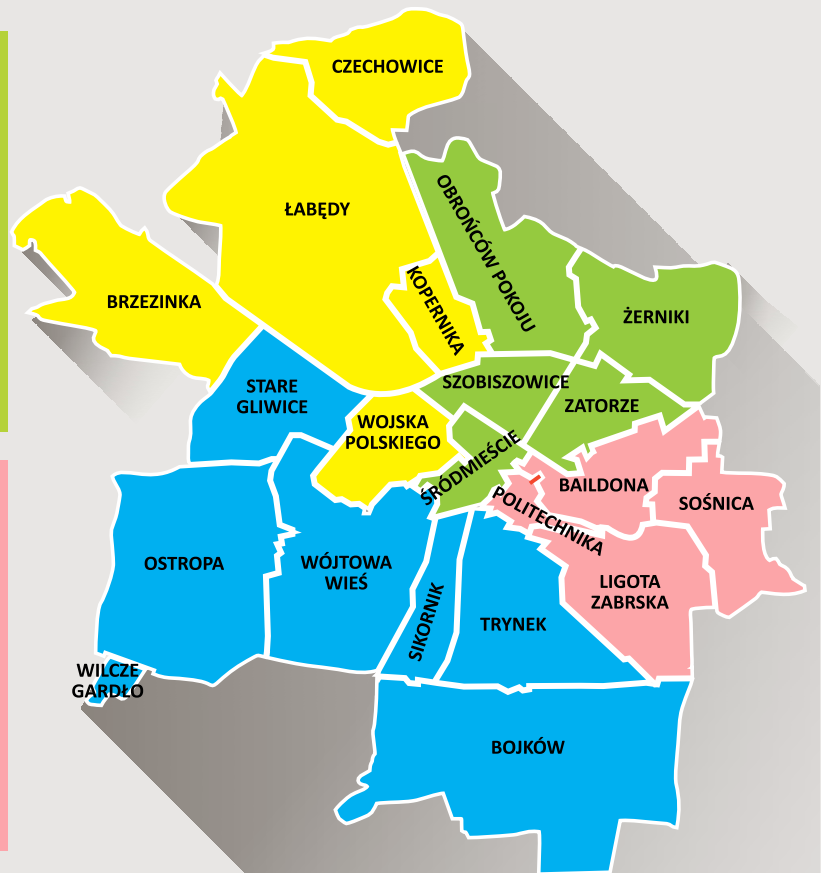 CZECHOWICE
ŁABĘDY
OBROŃCÓW POKOJU
BRZEZINKA
KOPERNIKA
ŻERNIKI
STARE
GLIWICE
SZOBISZOWICE
ZATORZE
WOJSKA
POLSKIEGO
ŚRÓDMIEŚCIE
BAILDONA
SOŚNICA
POLITECHNIKA
OSTROPA
WÓJTOWA
WIEŚ
LIGOTA
ZABRSKA
SIKORNIK
TRYNEK
WILCZE
GARDŁO
BOJKÓW